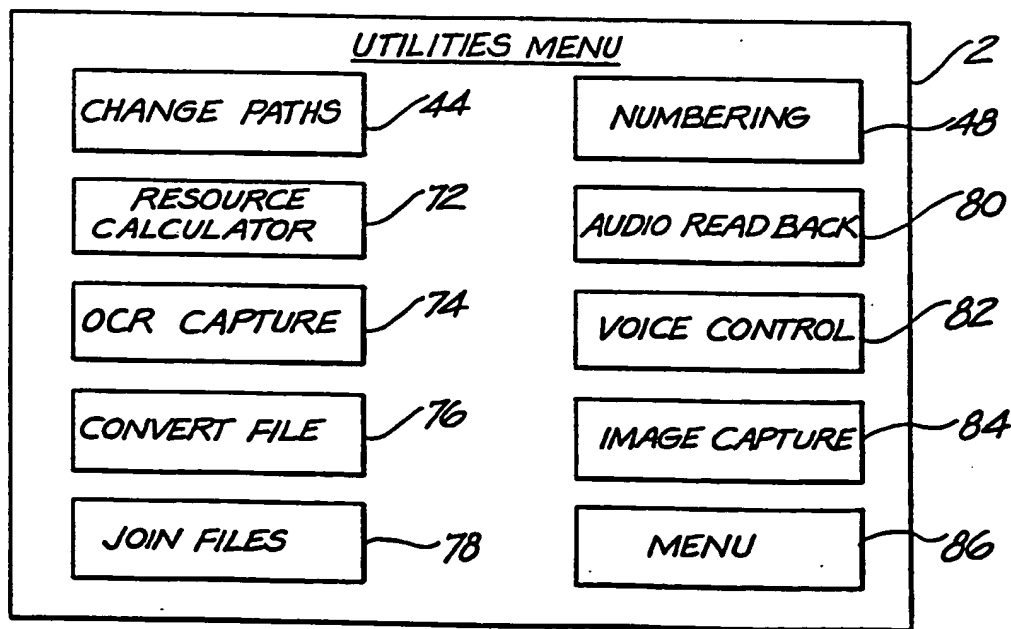 UTILITIES MENU
2
CHANGE PATHS
44
NUMBERING
48
RESOURCE
CALCULATOR
72
AUDIO READ BACK
80
OCR CAPTURE
74
VOICE CONTROL
82
CONVERT FILE
76
IMAGE CAPTURE
84
JOIN FILES
78
MENU
86